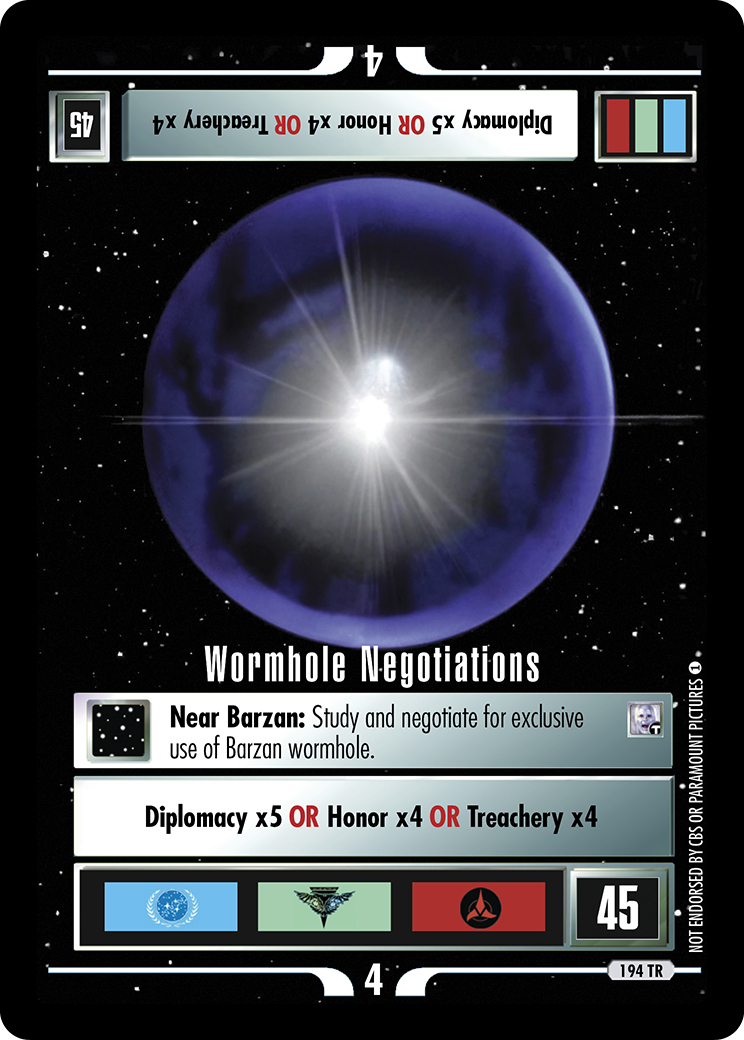 4
45
Diplomacy x5 OR Honor x4 OR Treachery x4
Wormhole Negotiations
Near Barzan: Study and negotiate for exclusive
use of Barzan wormhole.
T
Diplomacy x5 OR Honor x4 OR Treachery x4
45
4
194 TR
NOT ENDORSED BY CBS OR PARAMOUNT PICTURES 1